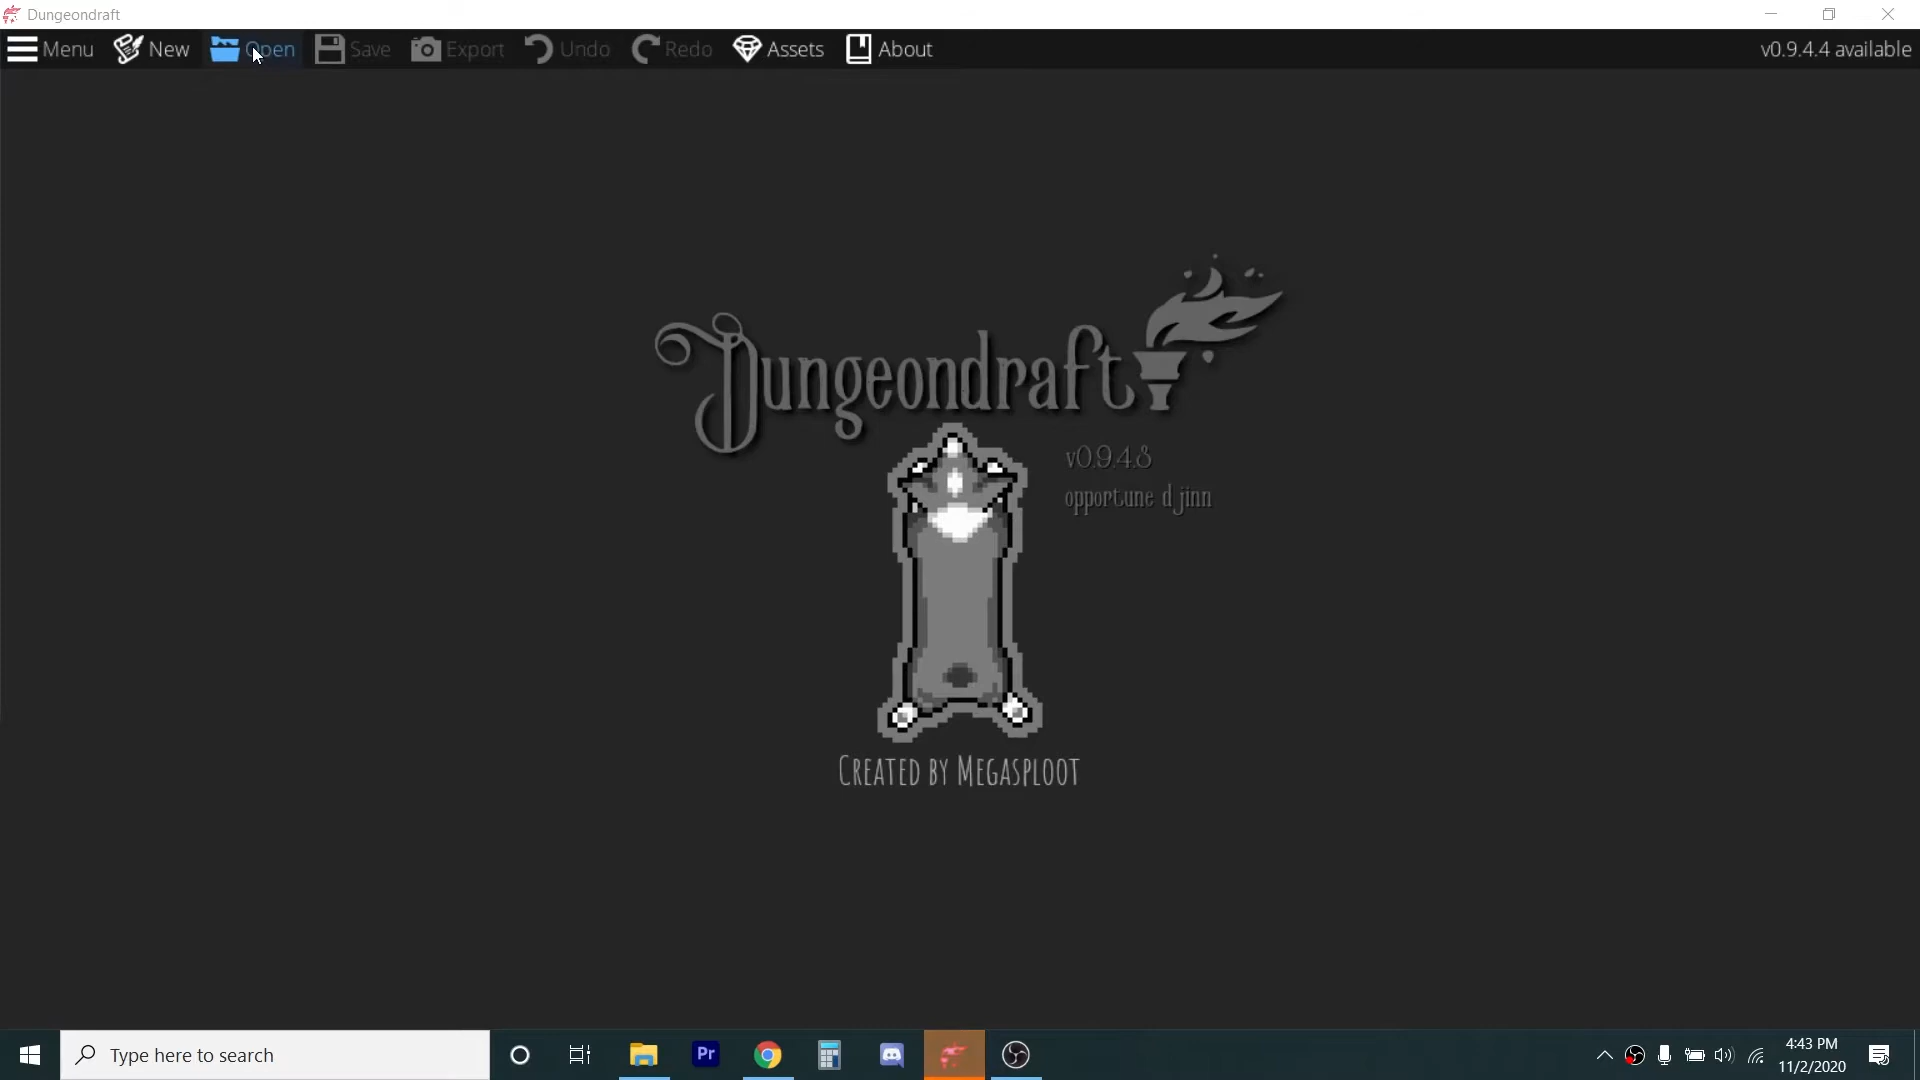 Dungeondraft
Menu New Open Save Export Undo Redo Assets About v0.9.4.4 available
Dungeondraft
v0.9.4.3
opportune djinn
Created by Megasploot
Type here to search
Pr
4:43 PM
11/2/2020